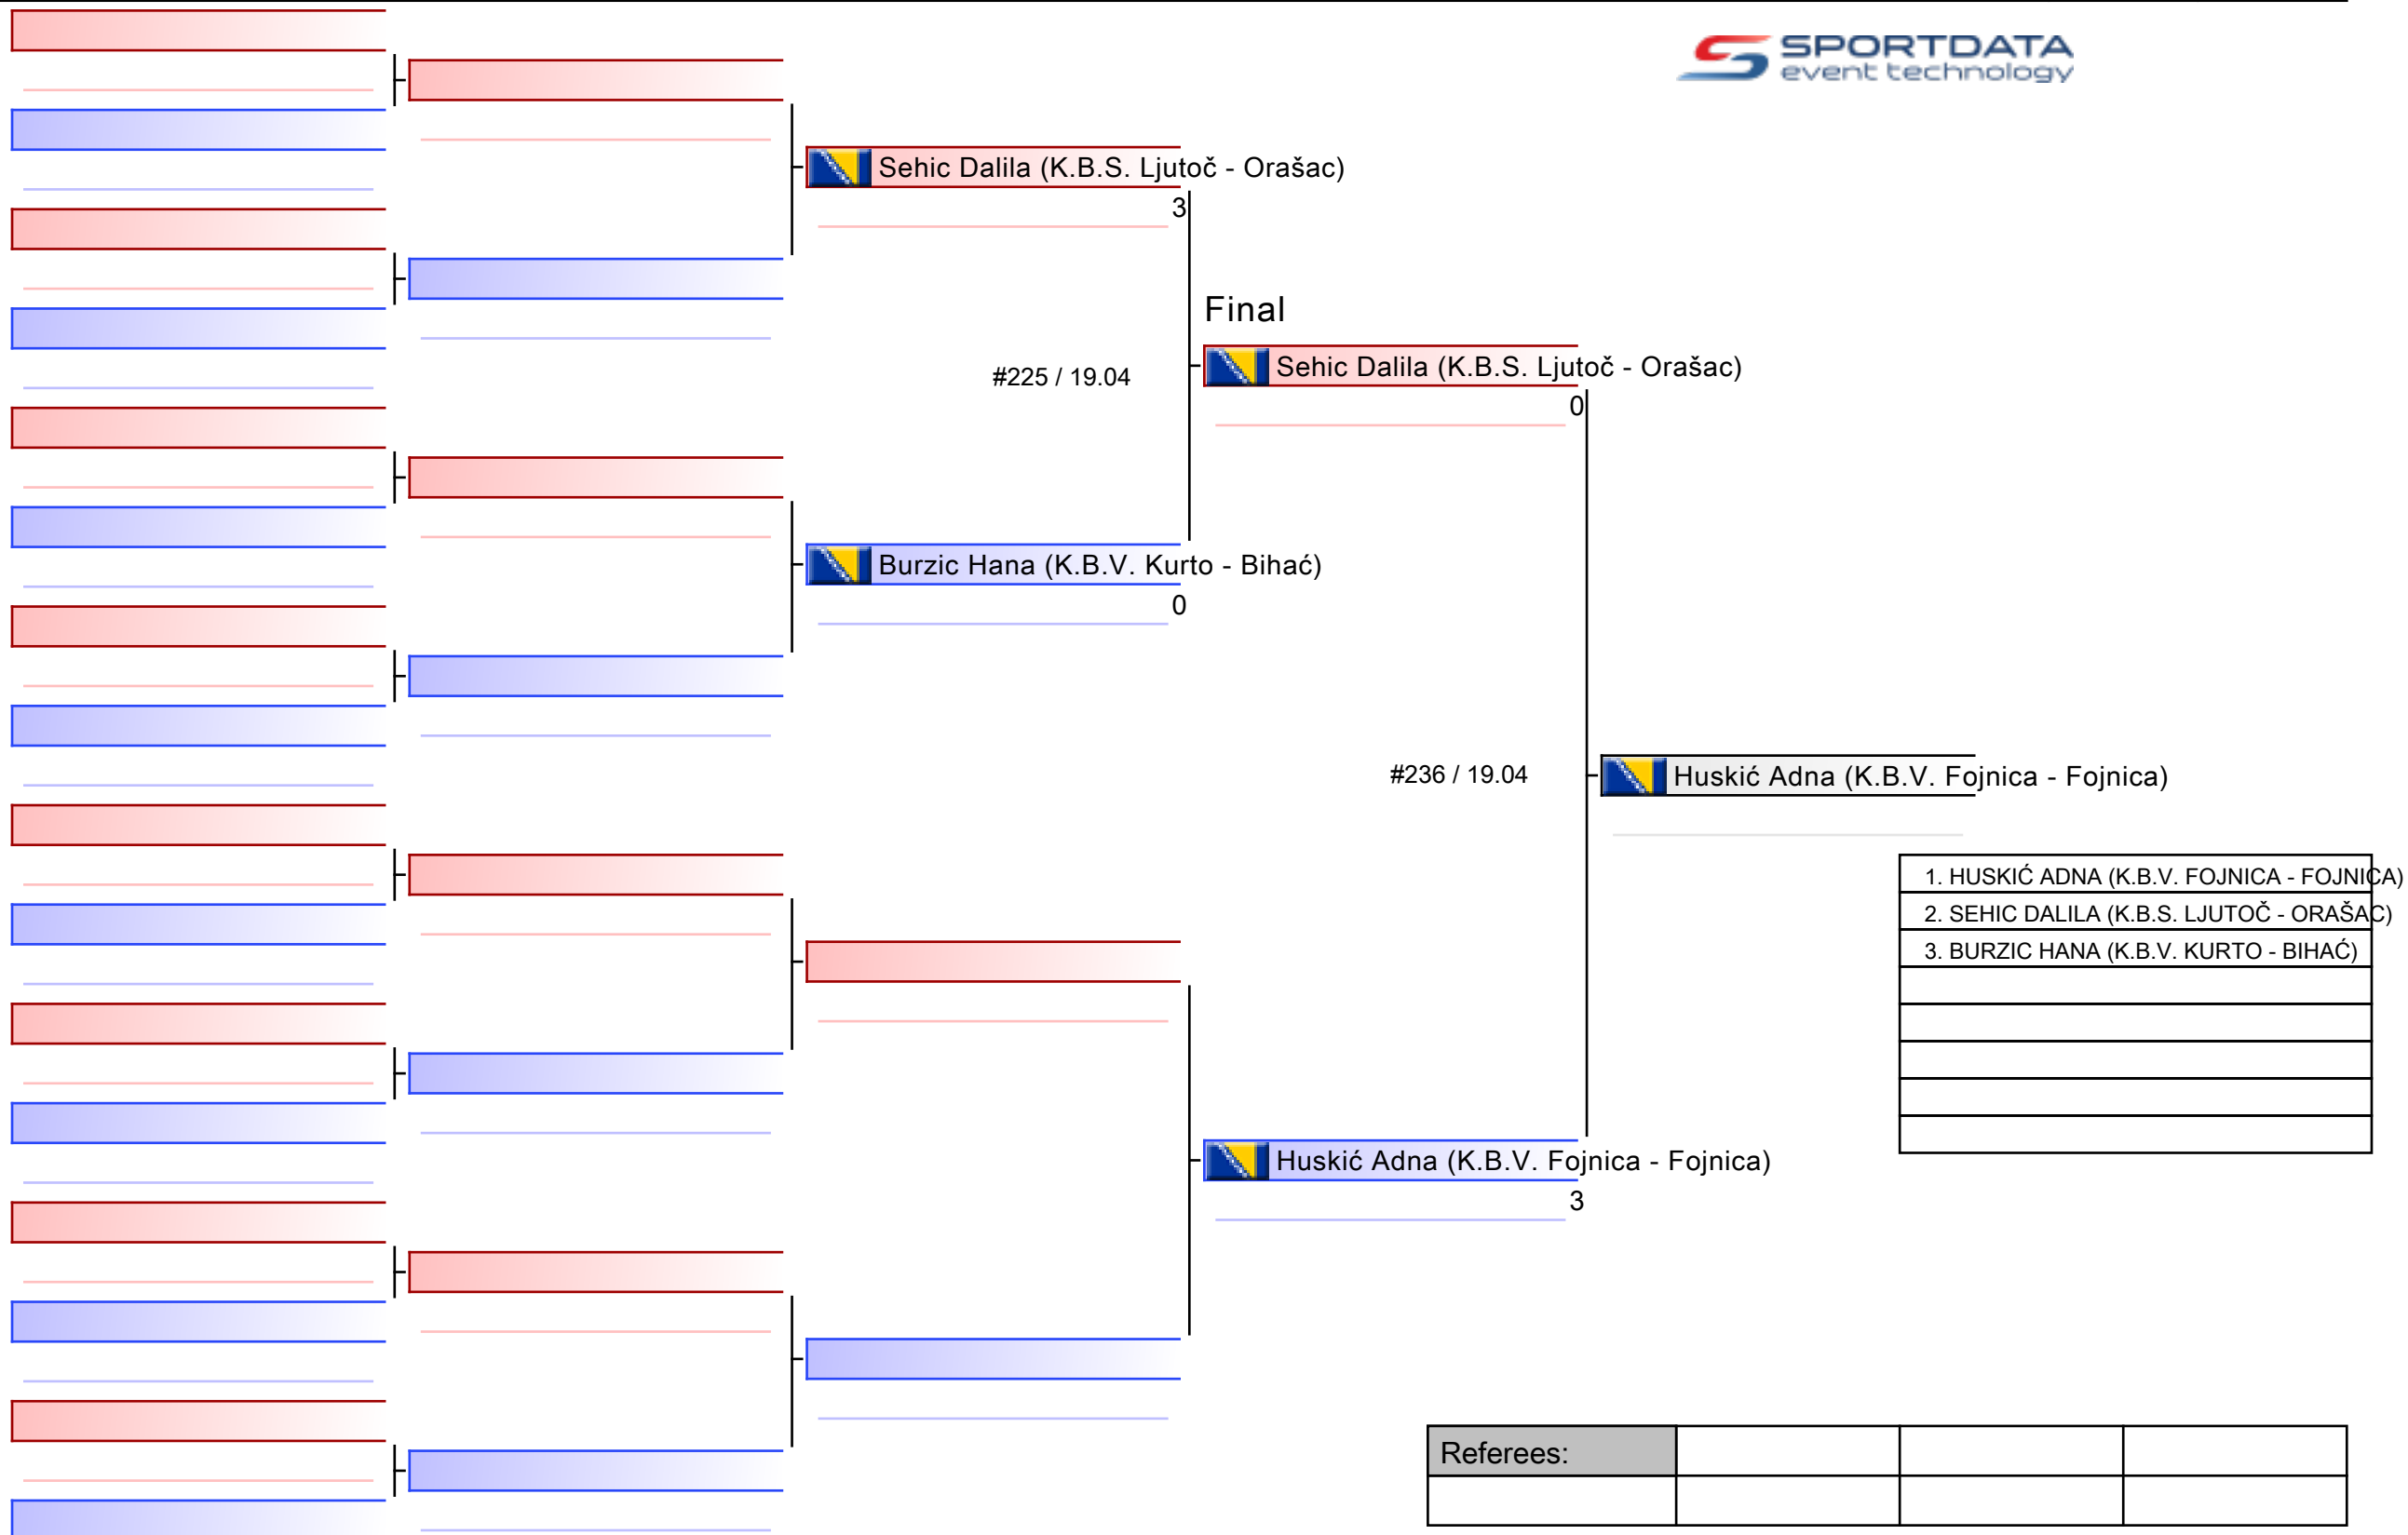 SPORTDATA
event technology
Sehic Dalila (K.B.S. Ljutoč - Orašac)
3
Final
#225 / 19.04
Sehic Dalila (K.B.S. Ljutoč - Orašac)
0
Burzic Hana (K.B.V. Kurto - Bihać)
0
#236 / 19.04
Huskić Adna (K.B.V. Fojnica - Fojnica)
1. HUSKIĆ ADNA (K.B.V. FOJNICA - FOJNICA)
2. SEHIC DALILA (K.B.S. LJUTOČ - ORAŠAC)
3. BURZIC HANA (K.B.V. KURTO - BIHAĆ)
Huskić Adna (K.B.V. Fojnica - Fojnica)
3
Referees: